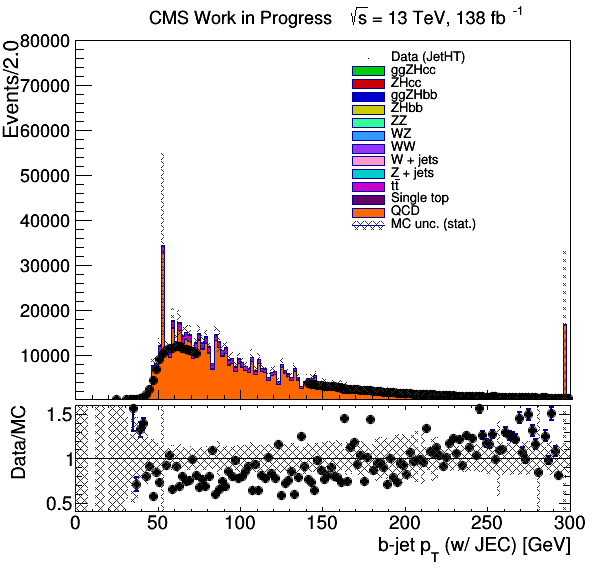 CMS Work in Progress √s = 13 TeV, 138 fb⁻¹
Events/2.0
80000
70000
60000
50000
40000
30000
20000
10000
Data (JetHT)
ggZHcc
ZHcc
ggZHbb
ZHbb
ZZ
WZ
WW
W + jets
Z + jets
tt̄
Single top
QCD
MC unc. (stat.)
Data/MC
1.5
1
0.5
0 50 100 150 200 250 300
b-jet p_T (w/ JEC) [GeV]